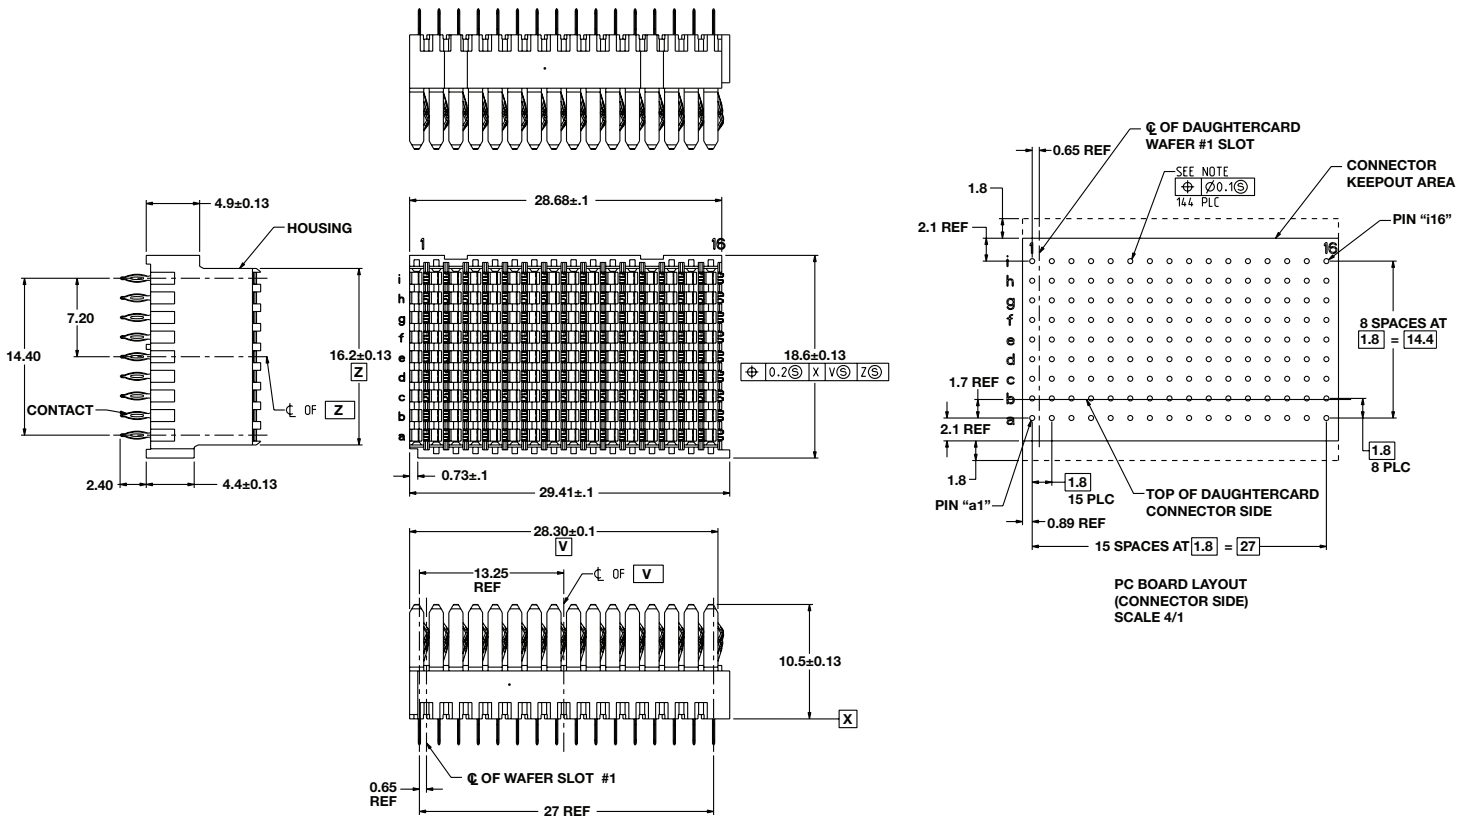 4.9±0.13
HOUSING
7.20
14.40
16.2±0.13
Z
CONTACT
℄ OF Z
2.40
4.4±0.13
28.68±.1
1
16
i
h
g
f
e
d
c
b
a
18.6±0.13
⌖ 0.2Ⓢ X VⓈ ZⓈ
0.73±.1
29.41±.1
28.30±0.1
V
13.25
REF
℄ OF V
10.5±0.13
X
℄ OF WAFER SLOT #1
0.65
REF
27 REF
℄ OF DAUGHTERCARD
WAFER #1 SLOT
0.65 REF
SEE NOTE
⌖ Ø0.1Ⓢ
144 PLC
CONNECTOR
KEEPOUT AREA
1.8
2.1 REF
PIN “i16”
1
16
i
h
g
f
e
d
c
b
a
8 SPACES AT
1.8 = 14.4
1.7 REF
2.1 REF
1.8
8 PLC
1.8
1.8
15 PLC
TOP OF DAUGHTERCARD
CONNECTOR SIDE
PIN “a1”
0.89 REF
15 SPACES AT 1.8 = 27
PC BOARD LAYOUT
(CONNECTOR SIDE)
SCALE 4/1